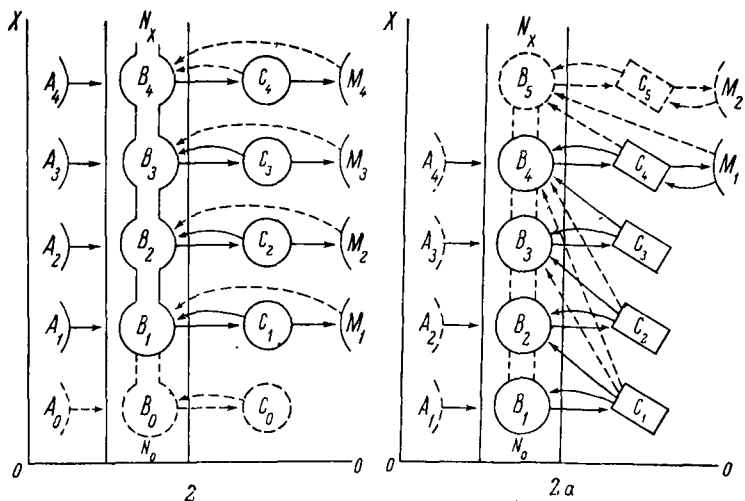 X N_x X N_x
A_4 B_4 C_4 M_4 B_5 C_5 M_2
A_3 B_3 C_3 M_3 A_4 B_4 C_4 M_1
A_2 B_2 C_2 M_2 A_3 B_3 C_3
A_1 B_1 C_1 M_1 A_2 B_2 C_2
A_0 B_0 C_0 A_1 B_1 C_1
N_0 N_0
0 0 0 0
2 2a